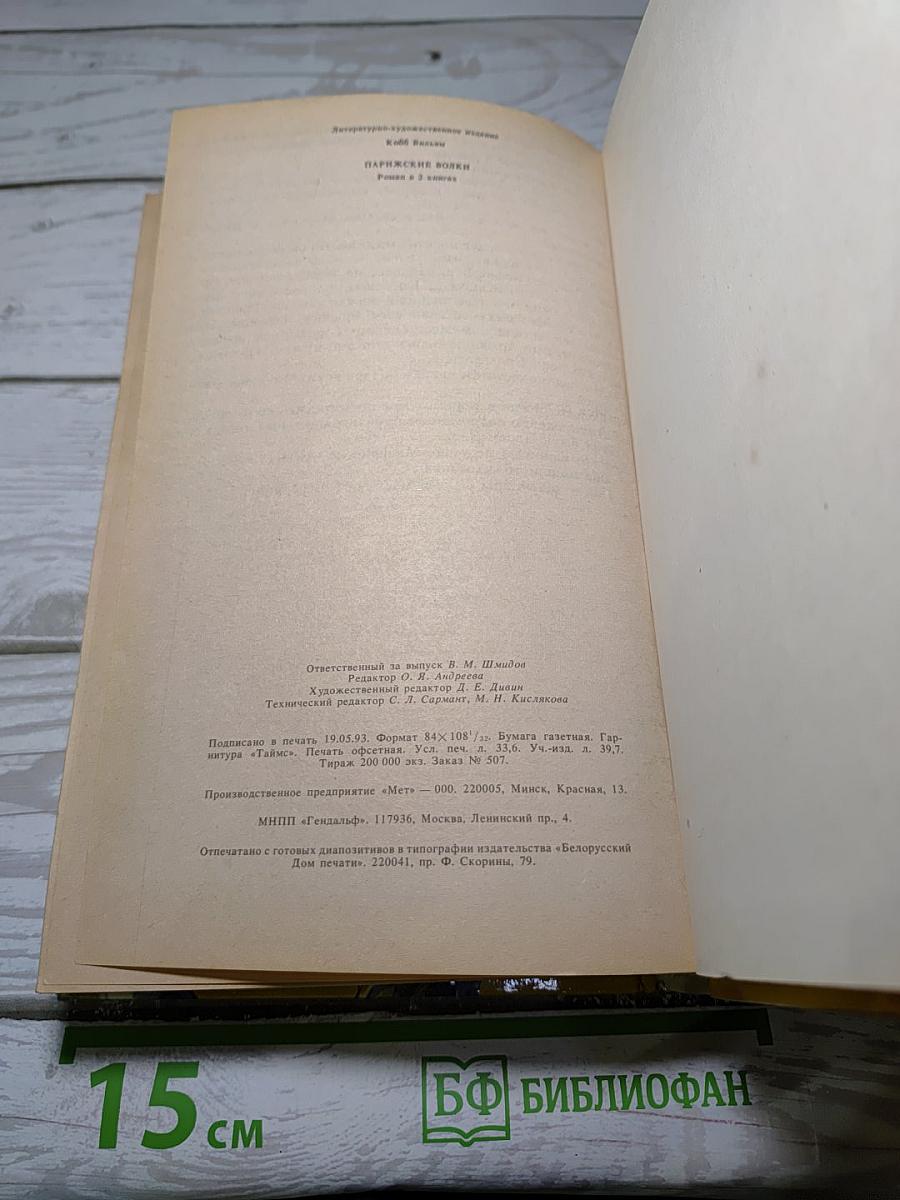 Литературно-художественное издание
Кобб Вильям
ПАРИЖСКИЕ ВОЛКИ
Роман в 2 книгах
Ответственный за выпуск В. М. Шмидов
Редактор О. Я. Андреева
Художественный редактор Д. Е. Дивин
Технический редактор С. Л. Сармант, М. Н. Кислякова
Подписано в печать 19.05.93. Формат 84×108¹/₃₂. Бумага газетная. Гар-
нитура «Таймс». Печать офсетная. Усл. печ. л. 33,6. Уч.-изд. л. 39,7.
Тираж 200 000 экз. Заказ № 507.
Производственное предприятие «Мет» — ООО. 220005, Минск, Красная, 13.
МНПП «Гендальф». 117936, Москва, Ленинский пр., 4.
Отпечатано с готовых диапозитивов в типографии издательства «Белорусский
Дом печати». 220041, пр. Ф. Скорины, 79.
15 см
БФ БИБЛИОФАН